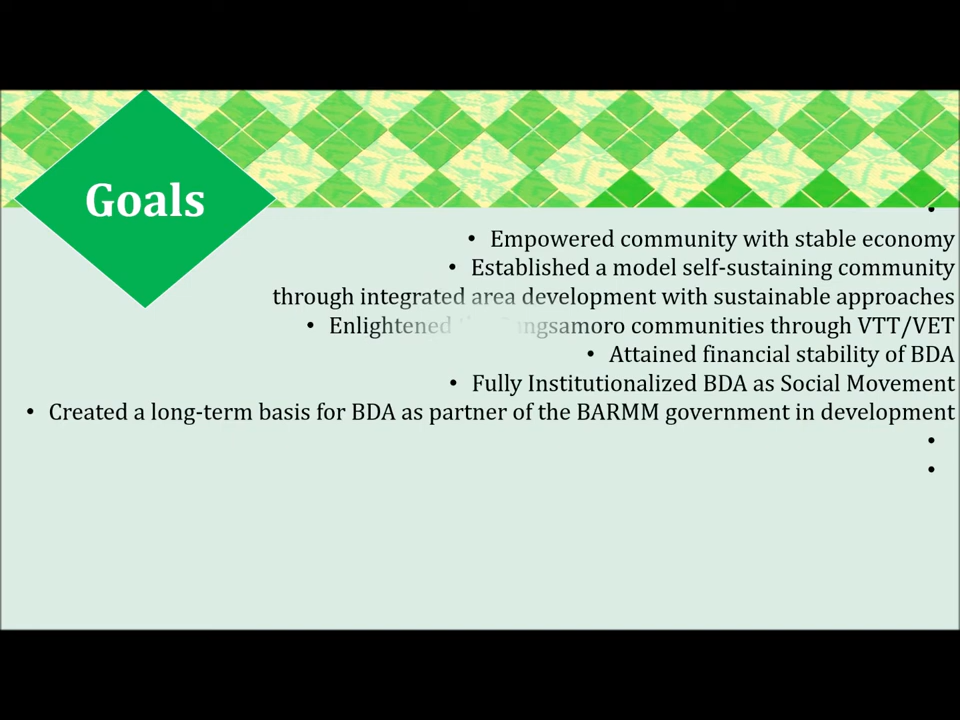 Goals
•
• Empowered community with stable economy
• Established a model self-sustaining community
through integrated area development with sustainable approaches
• Enlightened communities through VTT/VET
• Attained financial stability of BDA
• Fully Institutionalized BDA as Social Movement
• Created a long-term basis for BDA as partner of the BARMM government in development
•
•